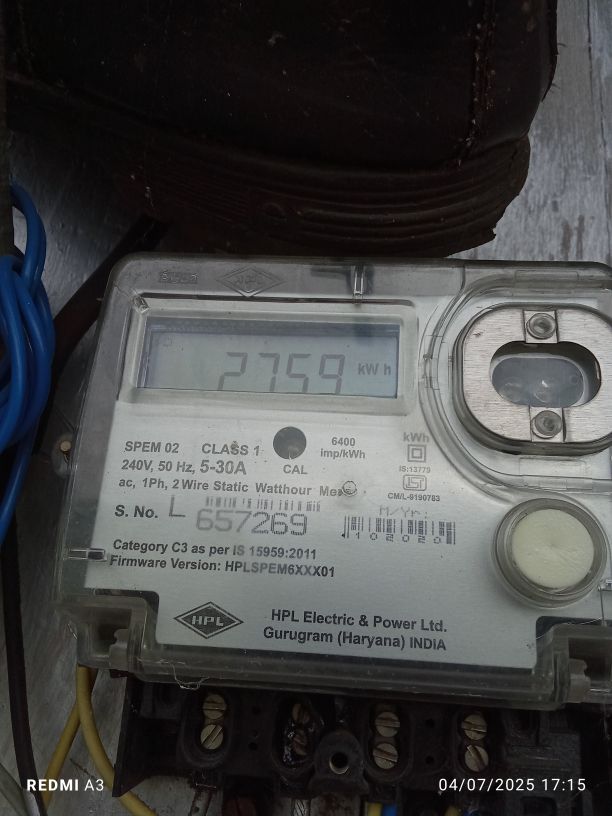 2759 kWh
SPEM 02 CLASS 1 6400 imp/kWh kWh
240V, 50 Hz, 5-30A CAL IS:13779
ac, 1Ph, 2 Wire Static Watthour CM/L-9190783
S. No. L 657269 M/Yr:
102020
Category C3 as per IS 15959:2011
Firmware Version: HPLSPEM6XXX01
HPL
HPL Electric & Power Ltd.
Gurugram (Haryana) INDIA
REDMI A3 04/07/2025 17:15